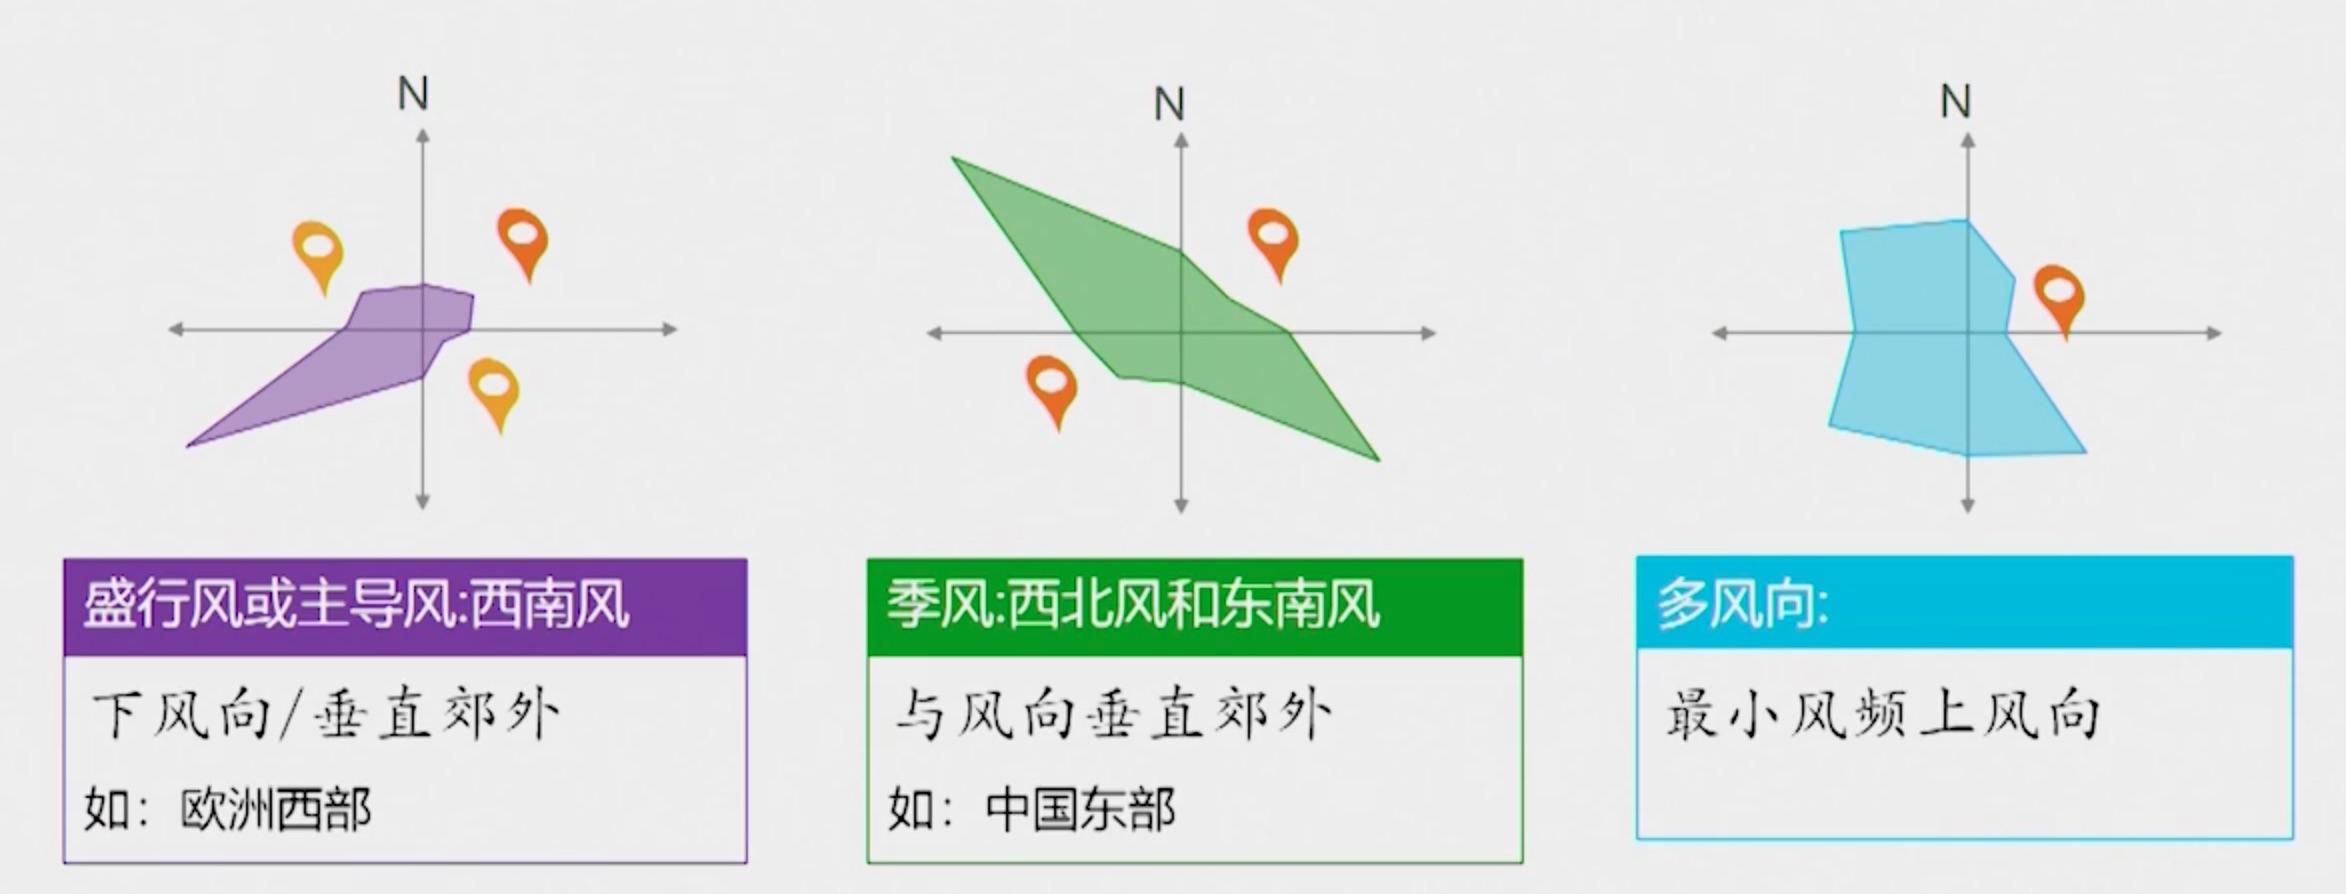 N
N
N
盛行风或主导风:西南风
下风向/垂直郊外
如：欧洲西部
季风:西北风和东南风
与风向垂直郊外
如：中国东部
多风向:
最小风频上风向